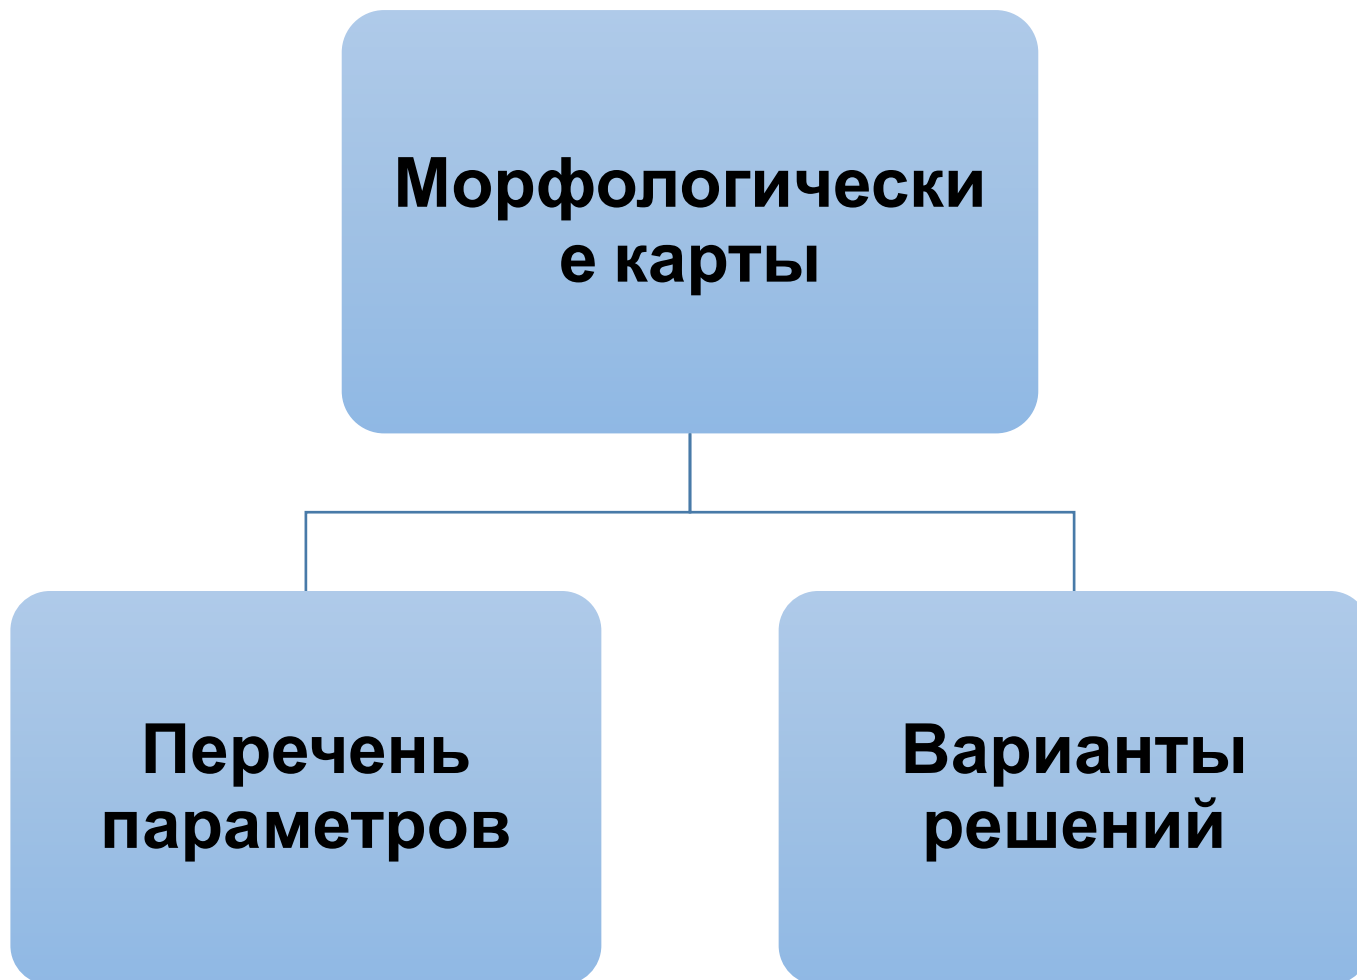 Морфологически
е карты
Перечень
параметров
Варианты
решений